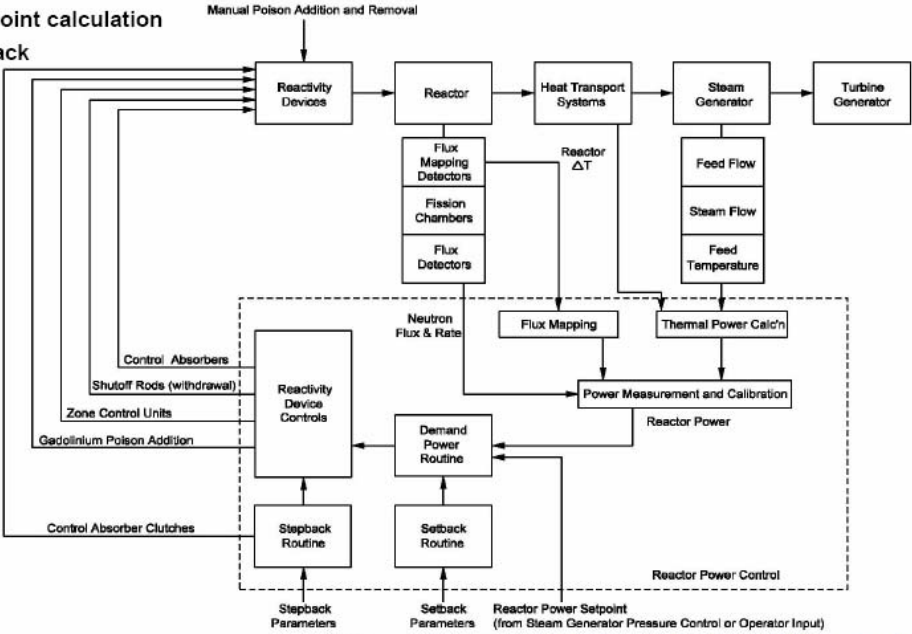 oint calculation
ack
Manual Poison Addition and Removal
Reactivity
Devices
Reactor
Heat Transport
Systems
Steam
Generator
Turbine
Generator
Flux
Mapping
Detectors
Fission
Chambers
Flux
Detectors
Reactor
ΔT
Feed Flow
Steam Flow
Feed
Temperature
Neutron
Flux & Rate
Flux Mapping
Thermal Power Calc'n
Control Absorbers
Shutoff Rods (withdrawal)
Zone Control Units
Gadolinium Poison Addition
Reactivity
Device
Controls
Power Measurement and Calibration
Reactor Power
Demand
Power
Routine
Control Absorber Clutches
Stepback
Routine
Setback
Routine
Reactor Power Control
Stepback
Parameters
Setback
Parameters
Reactor Power Setpoint
(from Steam Generator Pressure Control or Operator Input)